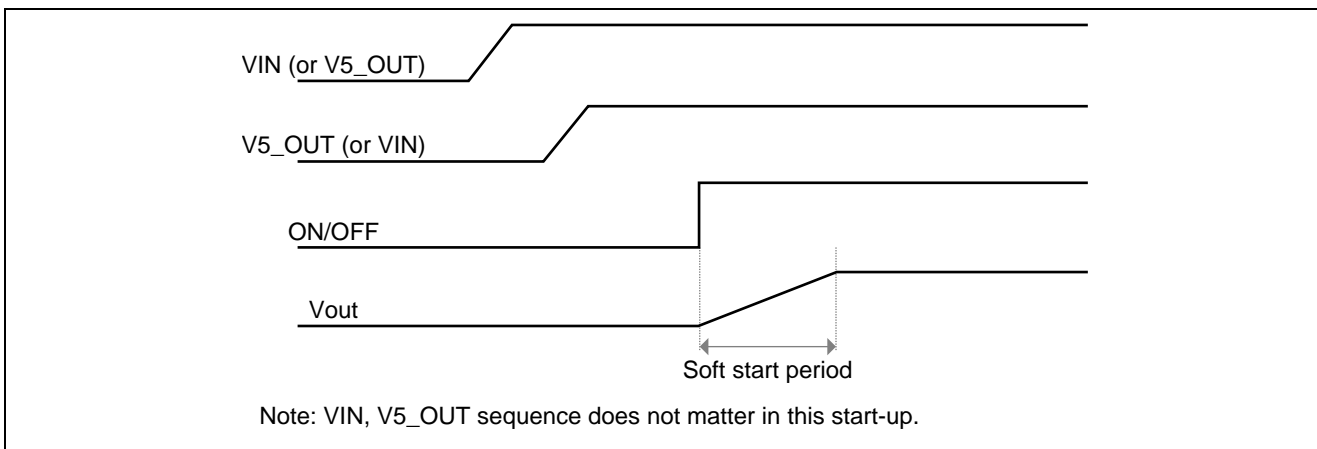 VIN (or V5_OUT)
V5_OUT (or VIN)
ON/OFF
Vout
Soft start period
Note: VIN, V5_OUT sequence does not matter in this start-up.